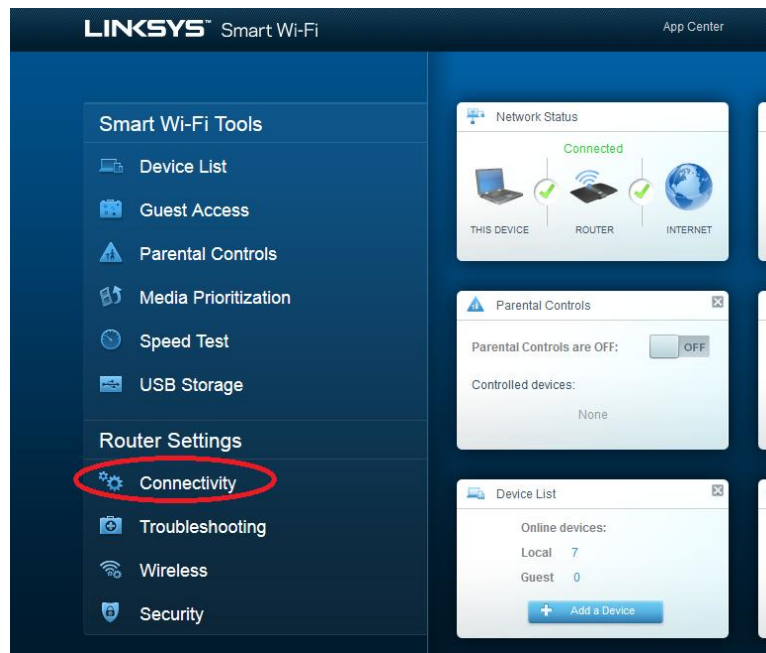 LINKSYS™ Smart Wi-Fi
App Center
Smart Wi-Fi Tools
Device List
Guest Access
Parental Controls
Media Prioritization
Speed Test
USB Storage
Router Settings
Connectivity
Troubleshooting
Wireless
Security
Network Status
Connected
THIS DEVICE ROUTER INTERNET
Parental Controls
Parental Controls are OFF: OFF
Controlled devices:
None
Device List
Online devices:
Local 7
Guest 0
+ Add a Device